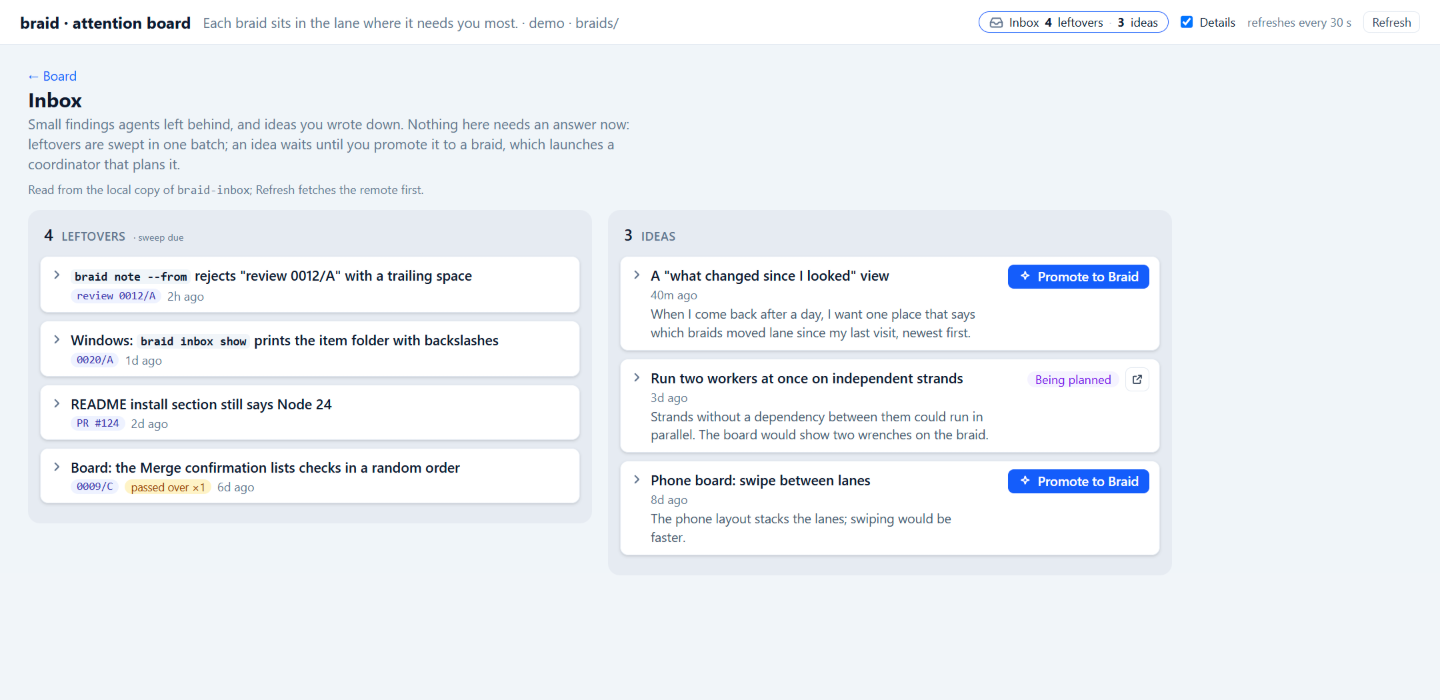 braid · attention board Each braid sits in the lane where it needs you most. · demo · braids/ Inbox 4 leftovers · 3 ideas Details refreshes every 30 s Refresh
← Board
Inbox
Small findings agents left behind, and ideas you wrote down. Nothing here needs an answer now:
leftovers are swept in one batch; an idea waits until you promote it to a braid, which launches a
coordinator that plans it.
Read from the local copy of braid-inbox; Refresh fetches the remote first.
4 LEFTOVERS · sweep due
braid note --from rejects "review 0012/A" with a trailing space
review 0012/A 2h ago
Windows: braid inbox show prints the item folder with backslashes
0020/A 1d ago
README install section still says Node 24
PR #124 2d ago
Board: the Merge confirmation lists checks in a random order
0009/C passed over ×1 6d ago
3 IDEAS
A "what changed since I looked" view Promote to Braid
40m ago
When I come back after a day, I want one place that says
which braids moved lane since my last visit, newest first.
Run two workers at once on independent strands Being planned
3d ago
Strands without a dependency between them could run in
parallel. The board would show two wrenches on the braid.
Phone board: swipe between lanes Promote to Braid
8d ago
The phone layout stacks the lanes; swiping would be
faster.